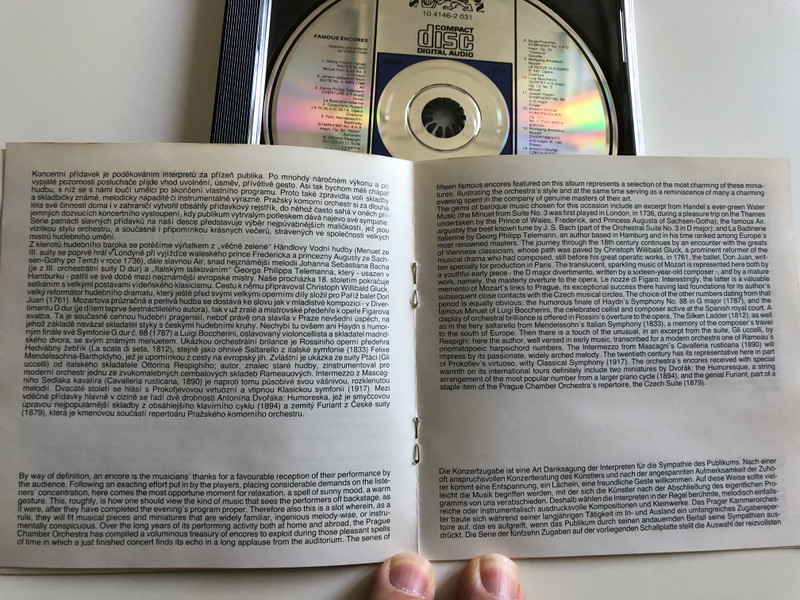 10 4146-2 031
COMPACT
disc
DIGITAL AUDIO
FAMOUS ENCORES
Koncertní přídavek je poděkováním interpretů za přízeň publika. Po mnohdy náročném výkonu a po
vypjaté pozornosti posluchače přijde vhod uvolnění, úsměv, přívětivé gesto. Asi tak bychom měli chápat
hudbu, s níž se s námi loučí umělci po skončení vlastního programu. Proto také zpravidla volí skladby
a skladbičky známé, melodicky nápadité či instrumentálně výrazné. Pražský komorní orchestr si za dlouhá
léta své činnosti doma i v zahraničí vytvořil obsáhlý přídavkový rejstřík, do něhož často sahá v oněch pří-
jemných dozvucích koncertního vystoupení, kdy publikum vytrvalým potleskem dává najevo své sympatie
Série patnácti slavných přídavků na naší desce představuje výběr nejpůvabnějších maličkostí, jež jsou
vizitkou stylu orchestru, a současně i připomínkou krásných večerů, strávených ve společnosti velkých
mistrů hudebního umění.
Z klenotů hudebního baroka se potěšíme výňatkem z „věčně zelené“ Händlovy Vodní hudby (Menuet ze
III. suity se poprvé hrál v Londýně při vyjížďce waleského prince Fredericka a princezny Augusty ze Sach-
sen-Gothy po Temži v roce 1736), dále slavnou Air, snad nejznámější melodií Johanna Sebastiana Bacha
(je z III. orchestrální suity D dur) a „Italským laškováním“ Georga Philippa Telemanna, který - usazen v
Hamburku - patřil ve své době mezi nejznámější evropské mistry. Naše procházka 18. stoletím pokračuje
setkáním s velkými postavami vídeňského klasicismu. Cestu k němu připravoval Christoph Willibald Gluck,
velký reformátor hudebního dramatu, který ještě před svými velkými operními díly složil pro Paříž balet Don
Juan (1761). Mozartova průzračná a perlivá hudba se dostává ke slovu jak v mladistvé kompozici - v Diver-
timentu D dur (je dílem teprve šestnáctiletého autora), tak v už zralé a mistrovské předehře k opeře Figarova
svatba. Ta je současně cennou hudební pragensií, neboť právě ona slavila v Praze nevšední úspěch, na
jehož základě navázal skladatel styky s českými hudebními kruhy. Nechybí tu ovšem ani Haydn s humor-
ným finále své Symfonie G dur č. 88 (1787) a Luigi Boccherini, oslavovaný violoncellista a skladatel madrid-
ského dvora, se svým známým menuetem. Ukázkou orchestrální brilance je Rossiniho operní předehra
Hedvábný žebřík (La scala di seta, 1812), stejně jako ohnivé Saltarello z Italské symfonie (1833) Felixe
Mendelssohna-Bartholdyho, jež je upomínkou z cesty na evropský jih. Zvláštní je ukázka ze suity Ptáci (Gli
uccelli) od italského skladatele Ottorina Respighiho; autor, znalec staré hudby, zinstrumentoval pro
moderní orchestr jednu ze zvukomalebných cembalových skladeb Rameauových. Intermezzo z Mascag-
niho Sedláka kavalíra (Cavalleria rusticana, 1890) je naproti tomu působivé svou vášnivou, rozklenutou
melodií. Dvacáté století se hlásí s Prokofjevovou virtuózní a vtipnou Klasickou symfonií (1917). Mezi
vděčné přídavky hlavně v cizině se řadí dvě drobnosti Antonína Dvořáka: Humoreska, jež je smyčcovou
úpravou nejpopulárnější skladby z obsáhlejšího klavírního cyklu (1894) a zemitý Furiant z České suity
(1879), která je kmenovou součástí repertoáru Pražského komorního orchestru.
By way of definition, an encore is the musicians' thanks for a favourable reception of their performance by
the audience. Following an exacting effort put in by the players, placing considerable demands on the liste-
ners' concentration, here comes the most opportune moment for relaxation, a spell of sunny mood, a warm
gesture. This, roughly, is how one should view the kind of music that sees the performers off backstage, as
it were, after they have completed the evening's program proper. Therefore also this is a slot wherein, as a
rule, they will fit musical pieces and miniatures that are widely familiar, ingenious melody-wise, or instru-
mentally conspicuous. Over the long years of its performing activity both at home and abroad, the Prague
Chamber Orchestra has compiled a voluminous treasury of encores to exploit during those pleasant spells
of time in which a just finished concert finds its echo in a long applause from the auditorium. The series of
fifteen famous encores featured on this album represents a selection of the most charming of these minia-
tures, illustrating the orchestra's style and at the same time serving as a reminiscence of many a charming
evening spent in the company of genuine masters of their art.
The gems of baroque music chosen for this occasion include an excerpt from Handel's ever-green Water
Music (the Minuet from Suite No. 3 was first played in London, in 1736, during a pleasure trip on the Thames
undertaken by the Prince of Wales, Frederick, and Princess Augusta of Sachsen-Gotha); the famous Air,
arguably the best known tune by J. S. Bach (part of the Orchestral Suite No. 3 in D major); and La Badinerie
italienne by Georg Philipp Telemann, an author based in Hamburg and in his time ranked among Europe's
most renowned masters. The journey through the 18th century continues by an encounter with the greats
of Viennese classicism, whose path was paved by Christoph Willibald Gluck, a prominent reformer of the
musical drama who had composed, still before his great operatic works, in 1761, the ballet, Don Juan, writ-
ten specially for production in Paris. The translucent, sparkling music of Mozart is represented here both by
a youthful early piece - the D major divertimento, written by a sixteen-year-old composer -, and by a mature
work, namely, the masterly overture to the opera, Le nozze di Figaro. Interestingly, the latter is a valuable
memento of Mozart's links to Prague, its exceptional success there having laid foundations for its author's
subsequent close contacts with the Czech musical circles. The choice of the other numbers dating from that
period is equally obvious: the humorous finale of Haydn's Symphony No. 88 in G major (1787), and the
famous Minuet of Luigi Boccherini, the celebrated cellist and composer active at the Spanish royal court. A
display of orchestral brilliance is offered in Rossini's overture to the opera, The Silken Ladder (1812), as well
as in the fiery saltarello from Mendelssohn's Italian Symphony (1833), a memory of the composer's travel
to the south of Europe. Then there is a touch of the unusual, in an excerpt from the suite, Gli uccelli, by
Respighi; here the author, well versed in early music, transcribed for a modern orchestra one of Rameau's
onomatopoeic harpsichord numbers. The Intermezzo from Mascagni's Cavalleria rusticana (1890) will
impress by its passionate, widely arched melody. The twentieth century has its representative here in part
of Prokofiev's virtuoso, witty Classical Symphony (1917). The orchestra's encores received with special
warmth on its international tours definitely include two miniatures by Dvořák: the Humoresque, a string
arrangement of the most popular number from a larger piano cycle (1894), and the genial Furiant, part of a
staple item of the Prague Chamber Orchestra's repertoire, the Czech Suite (1879).
Die Konzertzugabe ist eine Art Danksagung der Interpreten für die Sympathie des Publikums. Nach einer
oft anspruchsvollen Konzertleistung des Künstlers und nach der angespannten Aufmerksamkeit der Zuhö-
rer kommt eine Entspannung, ein Lächeln, eine freundliche Geste willkommen. Auf diese Weise sollte viel-
leicht die Musik begriffen werden, mit der sich die Künstler nach der Abschließung des eigentlichen Pro-
gramms von uns verabschieden. Deshalb wählen die Interpreten in der Regel berühmte, melodisch einfalls-
reiche oder instrumentalisch ausdrucksvolle Kompositionen und Kleinwerke. Das Prager Kammerorches-
ter baute sich während seiner langjährigen Tätigkeit im In- und Ausland ein umfangreiches Zugabereper-
toire auf, das es aufgreift, wenn das Publikum durch seinen andauernden Beifall seine Sympathien aus-
drückt. Die Serie der fünfzehn Zugaben auf der vorliegenden Schallplatte stellt die Auswahl der reizvollsten